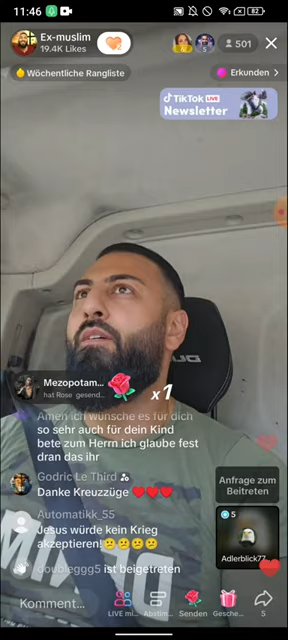 11:46
82
Ex-muslim
19.4K Likes
501
Wöchentliche Rangliste
Erkunden >
TikTok LIVE
Newsletter
Mezopotam...
hat Rose gesend...
x1
Amen ich wünsche es für dich
so sehr auch für dein Kind
bete zum Herrn ich glaube fest
dran das ihr
Godric Le Third
Danke Kreuzzüge ❤️❤️❤️
Automatikk_55
Jesus würde kein Krieg
akzeptieren!😕😕😕😕
doubleggg5 ist beigetreten
Anfrage zum
Beitreten
5
Adlerblick77
Kommentar...
LIVE mi...
Abstim...
Senden
Gesche...
5